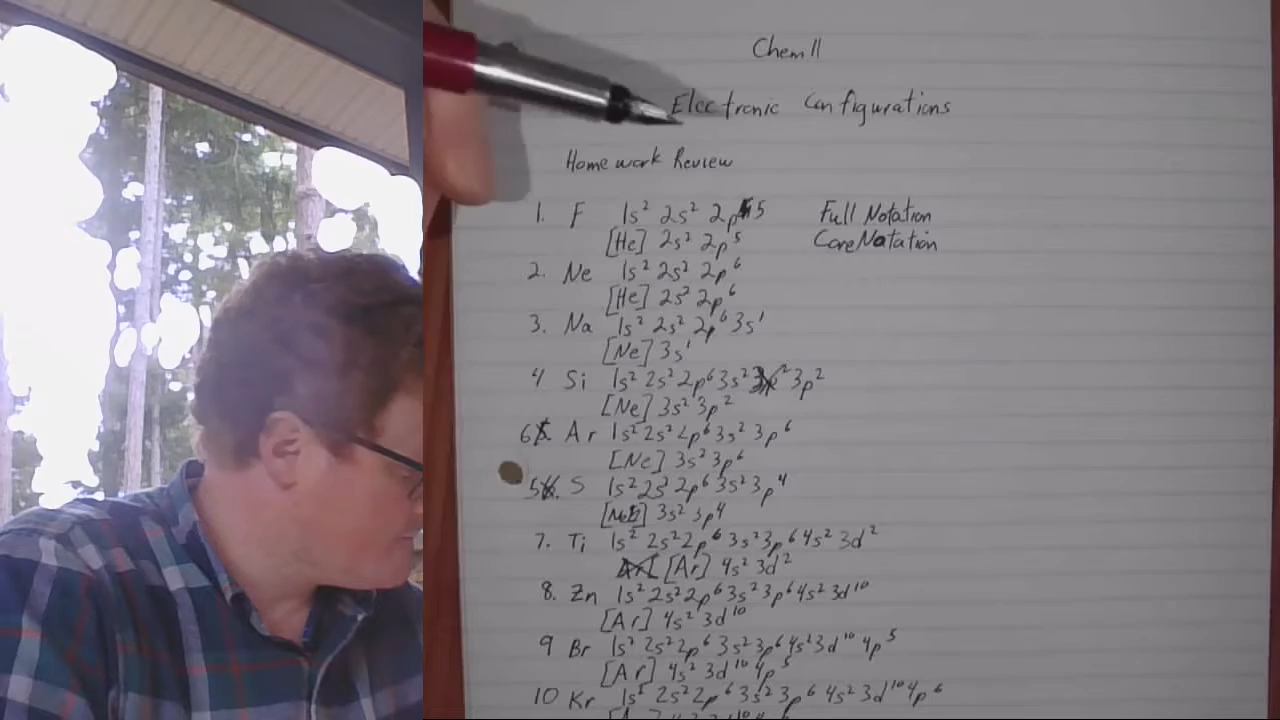 Chem 11
Electronic Configurations
Homework Review
1. F 1s² 2s² 2p5 Full Notation
[He] 2s² 2p⁵ Core Notation
2. Ne 1s² 2s² 2p⁶
[He] 2s² 2p⁶
3. Na 1s² 2s² 2p⁶ 3s¹
[Ne] 3s¹
4 Si 1s² 2s² 2p⁶ 3s² 3p²
[Ne] 3s² 3p²
6. Ar 1s² 2s² 2p⁶ 3s² 3p⁶
[Ne] 3s² 3p⁶
5. S 1s² 2s² 2p⁶ 3s² 3p⁴
[Ne] 3s² 3p⁴
7. Ti 1s² 2s² 2p⁶ 3s² 3p⁶ 4s² 3d²
[Ar] 4s² 3d²
8. Zn 1s² 2s² 2p⁶ 3s² 3p⁶ 4s² 3d¹⁰
[Ar] 4s² 3d¹⁰
9 Br 1s² 2s² 2p⁶ 3s² 3p⁶ 4s² 3d¹⁰ 4p⁵
[Ar] 4s² 3d¹⁰ 4p⁵
10 Kr 1s² 2s² 2p⁶ 3s² 3p⁶ 4s² 3d¹⁰ 4p⁶